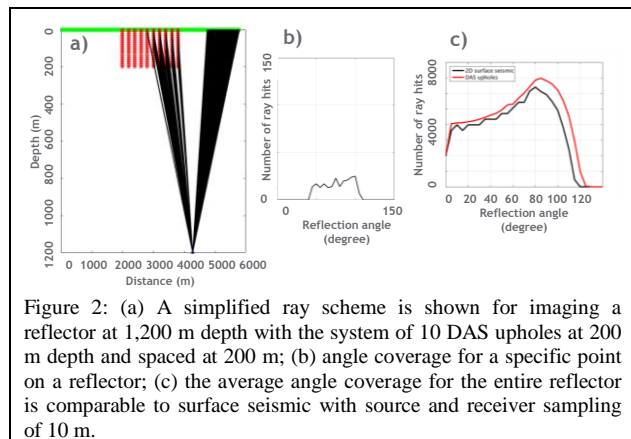 a)
0
200
400
600
800
1000
1200
Depth (m)
0 1000 2000 3000 4000 5000 6000
Distance (m)
b)
150
0
Number of ray hits
0 150
Reflection angle
(degree)
c)
2D surface seismic
DAS upholes
8000
4000
0
Number of ray hits
0 20 40 60 80 100 120
Reflection angle
(degree)
Figure 2: (a) A simplified ray scheme is shown for imaging a
reflector at 1,200 m depth with the system of 10 DAS upholes at 200
m depth and spaced at 200 m; (b) angle coverage for a specific point
on a reflector; (c) the average angle coverage for the entire reflector
is comparable to surface seismic with source and receiver sampling
of 10 m.